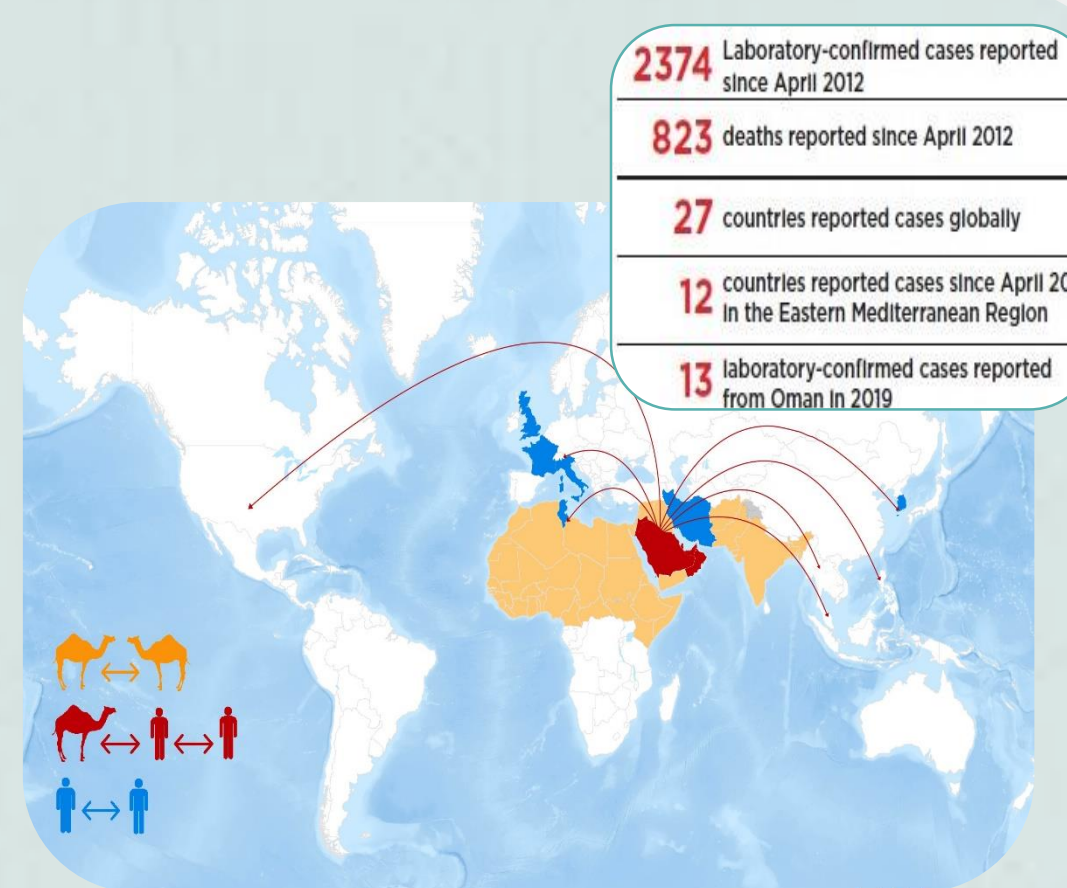 2374 Laboratory-confirmed cases reported
since April 2012
823 deaths reported since April 2012
27 countries reported cases globally
12 countries reported cases since April
in the Eastern Mediterranean Region
13 laboratory-confirmed cases reported
from Oman in 2019